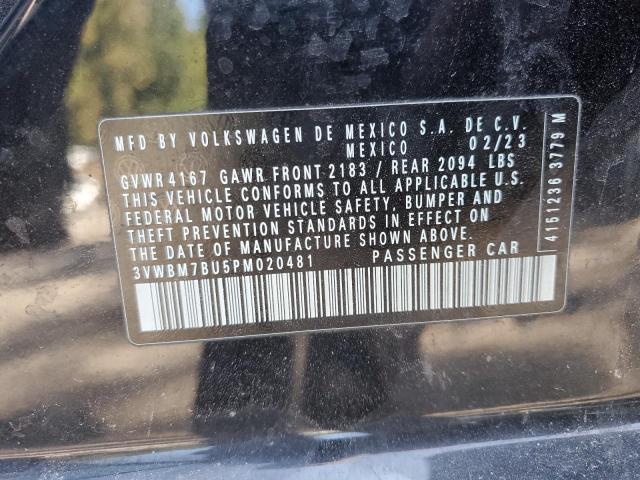 MFD BY VOLKSWAGEN DE MEXICO S.A. DE C.V.
MEXICO 02/23
GVWR 4167 GAWR FRONT 2183 / REAR 2094 LBS
THIS VEHICLE CONFORMS TO ALL APPLICABLE U.S.
FEDERAL MOTOR VEHICLE SAFETY, BUMPER AND
THEFT PREVENTION STANDARDS IN EFFECT ON
THE DATE OF MANUFACTURE SHOWN ABOVE.
3VWBM7BU5PM020481 PASSENGER CAR
4151236 3779 M